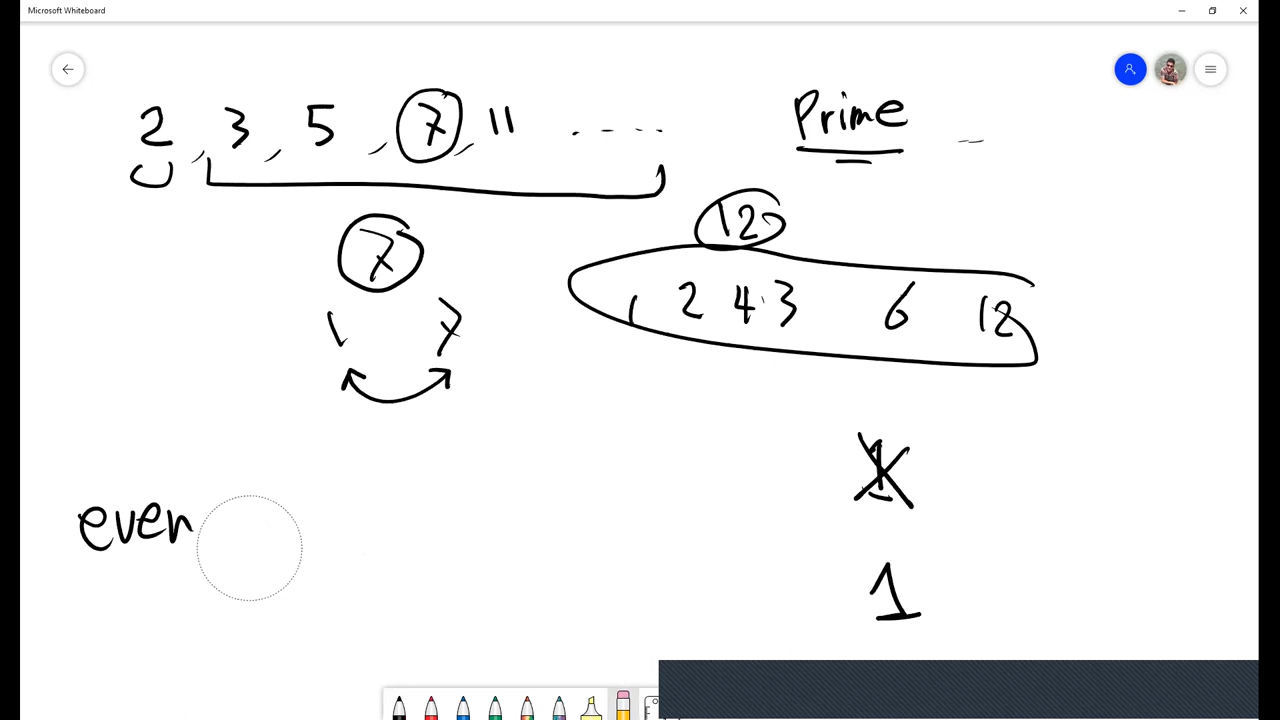 Microsoft Whiteboard
2, 3, 5, 7, 11 ..... Prime
7 12
1 2 4 3 6 12
1 7
1
even
1